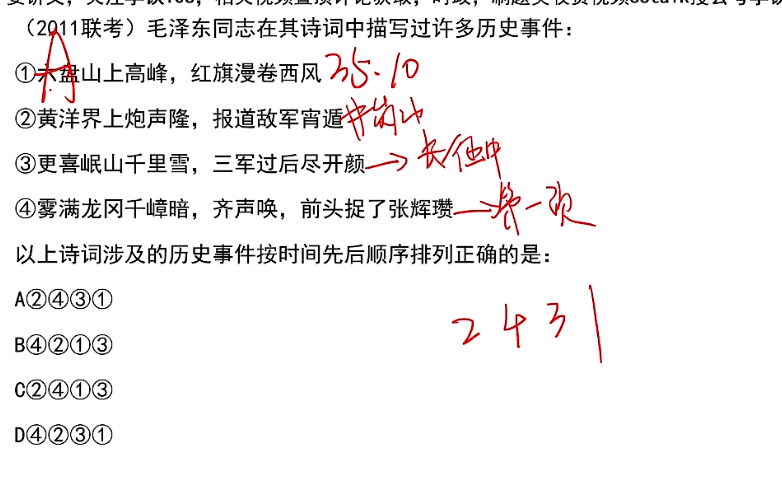 （2011联考）毛泽东同志在其诗词中描写过许多历史事件：
①六盘山上高峰，红旗漫卷西风 35.10
A
②黄洋界上炮声隆，报道敌军宵遁 井冈山
③更喜岷山千里雪，三军过后尽开颜 → 长征中
④雾满龙冈千嶂暗，齐声唤，前头捉了张辉瓒 → 第一次
以上诗词涉及的历史事件按时间先后顺序排列正确的是：
A②④③①
2 4 3 1
B④②①③
C②④①③
D④②③①